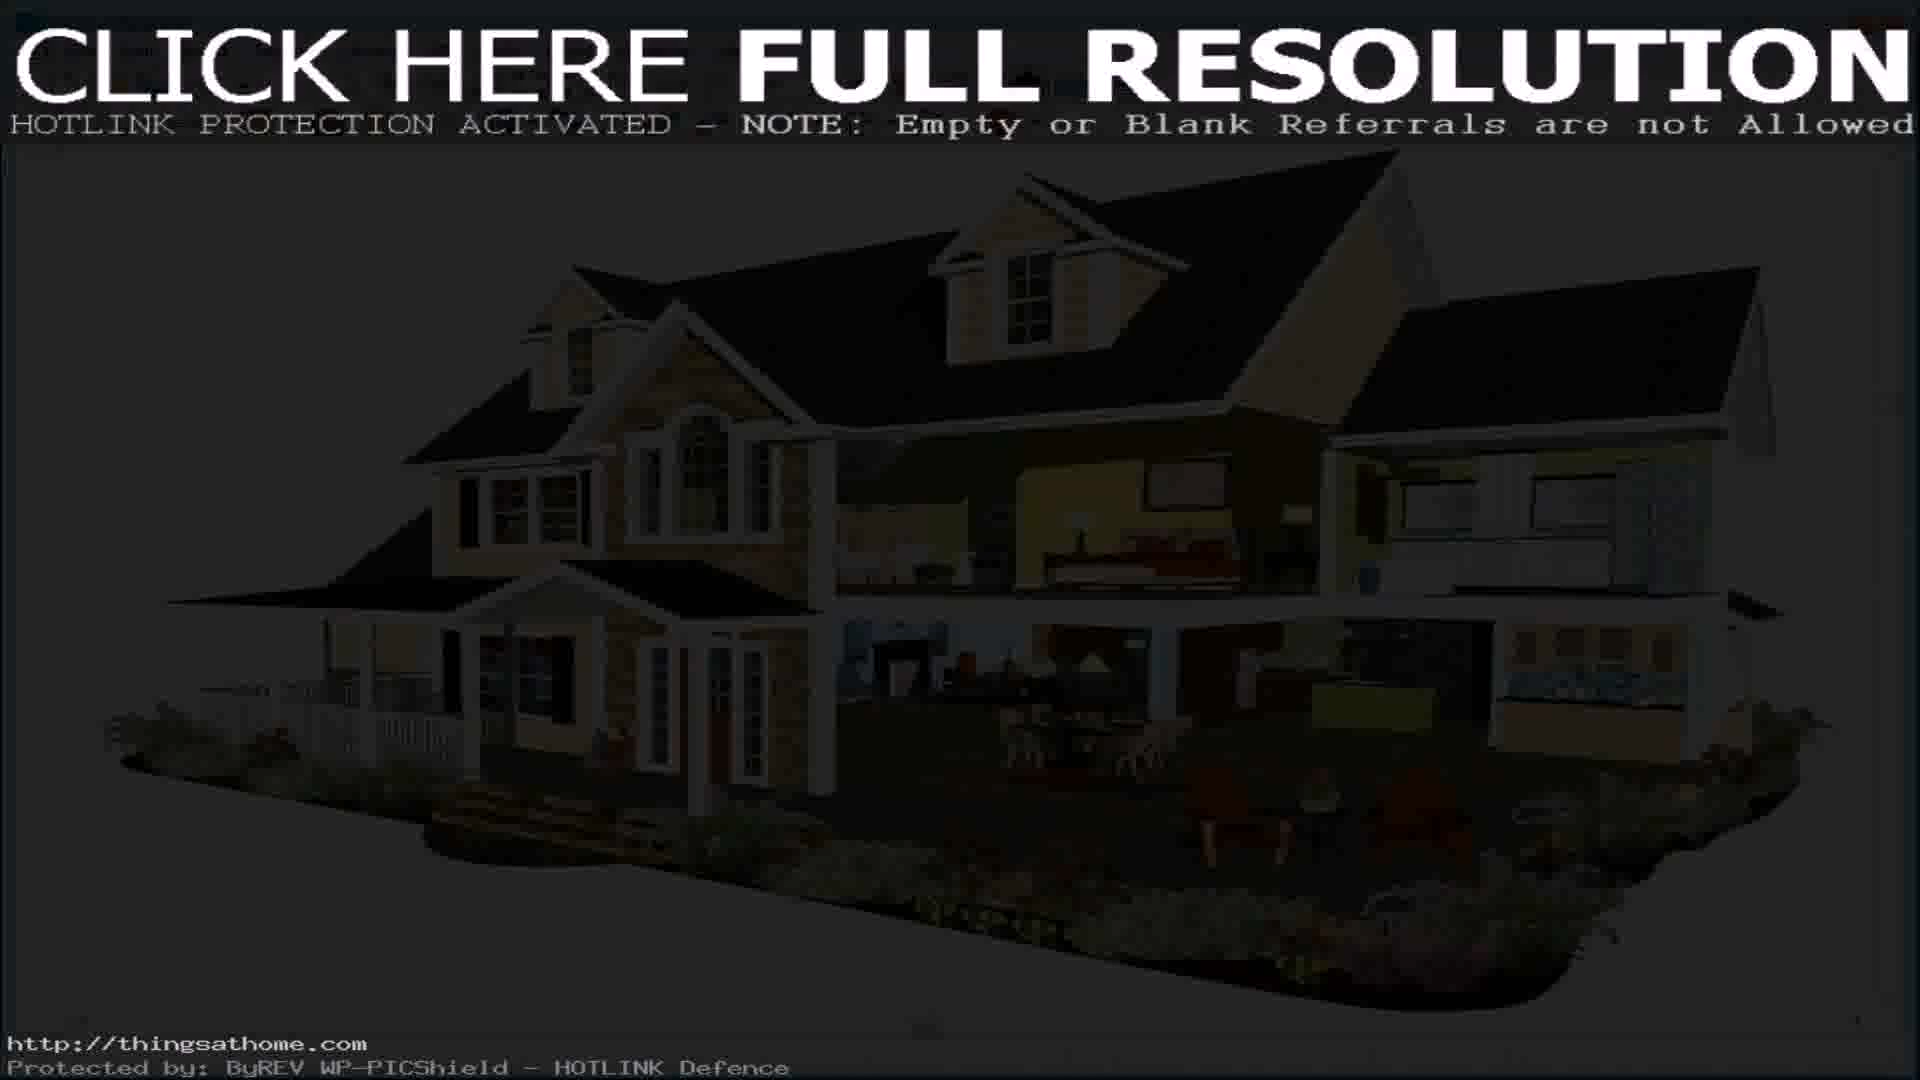 CLICK HERE FULL RESOLUTION
HOTLINK PROTECTION ACTIVATED - NOTE: Empty or Blank Referrals are not Allowed
http://thingsathome.com
Protected by: ByREV WP-PICShield - HOTLINK Defence